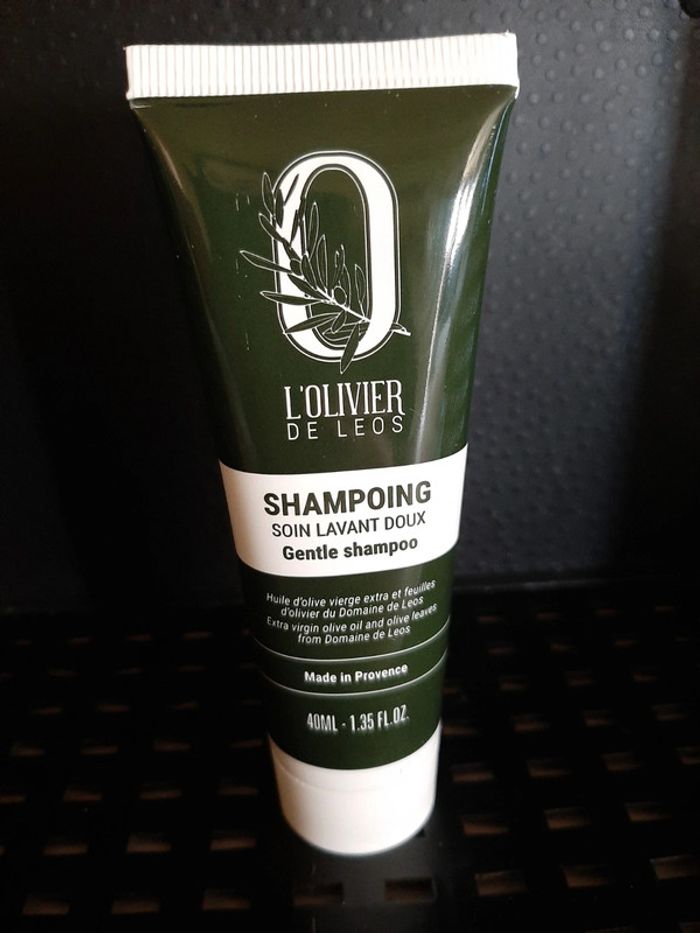 O
L'OLIVIER
DE LEOS
SHAMPOING
SOIN LAVANT DOUX
Gentle shampoo
Huile d'olive vierge extra et feuilles
d'olivier du Domaine de Leos
Extra virgin olive oil and olive leaves
from Domaine de Leos
Made in Provence
40ML - 1.35 FL.OZ.